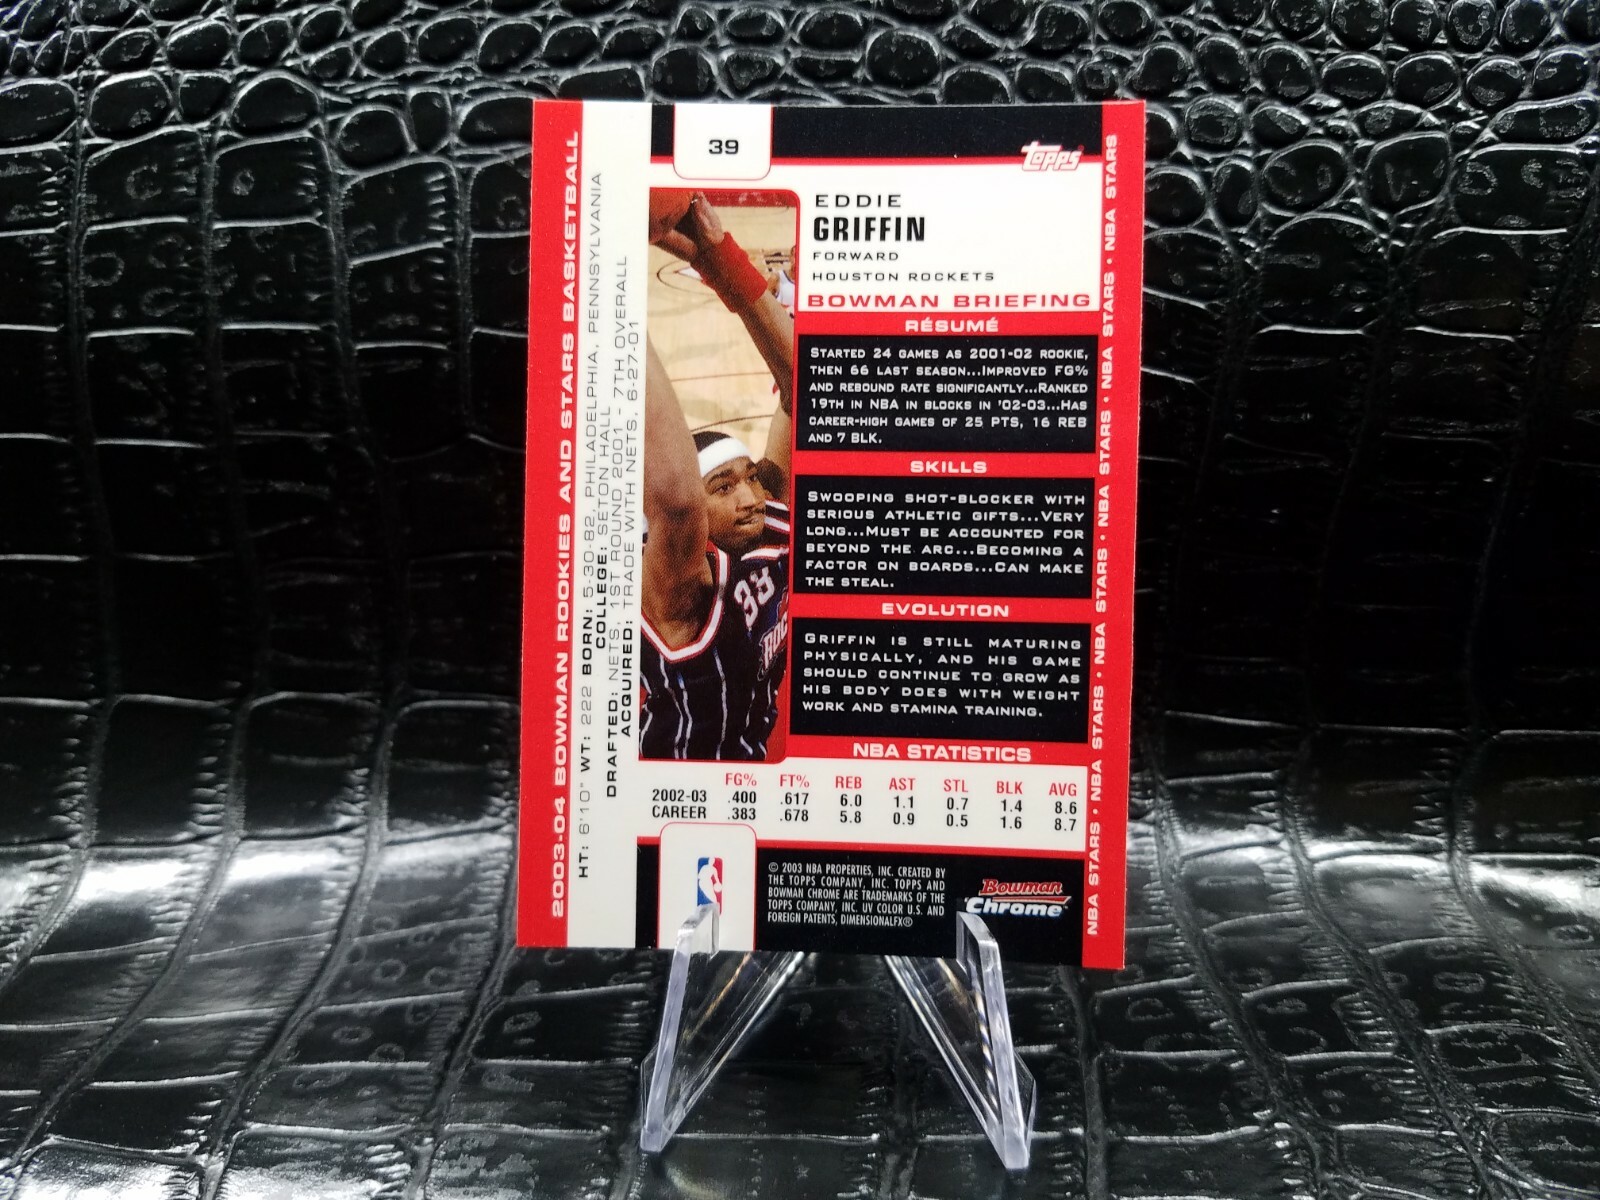 39
Topps
EDDIE
GRIFFIN
FORWARD
HOUSTON ROCKETS
BOWMAN BRIEFING
RÉSUMÉ
STARTED 24 GAMES AS 2001-02 ROOKIE,
THEN 66 LAST SEASON...IMPROVED FG%
AND REBOUND RATE SIGNIFICANTLY...RANKED
19TH IN NBA IN BLOCKS IN '02-03...HAS
CAREER-HIGH GAMES OF 25 PTS, 16 REB
AND 7 BLK.
SKILLS
SWOOPING SHOT-BLOCKER WITH
SERIOUS ATHLETIC GIFTS...VERY
LONG...MUST BE ACCOUNTED FOR
BEYOND THE ARC...BECOMING A
FACTOR ON BOARDS...CAN MAKE
THE STEAL.
EVOLUTION
GRIFFIN IS STILL MATURING
PHYSICALLY, AND HIS GAME
SHOULD CONTINUE TO GROW AS
HIS BODY DOES WITH WEIGHT
WORK AND STAMINA TRAINING.
NBA STATISTICS
FG% FT% REB AST STL BLK AVG
2002-03 .400 .617 6.0 1.1 0.7 1.4 8.6
CAREER .383 .678 5.8 0.9 0.5 1.6 8.7
© 2003 NBA PROPERTIES, INC. CREATED BY
THE TOPPS COMPANY, INC. TOPPS AND
BOWMAN CHROME ARE TRADEMARKS OF THE
TOPPS COMPANY, INC. UV COLOR U.S. AND
FOREIGN PATENTS, DIMENSIONALFX®
Bowman
Chrome
2003-04 BOWMAN ROOKIES AND STARS BASKETBALL
HT: 6'10" WT: 222 BORN: 5-30-82, PHILADELPHIA, PENNSYLVANIA
COLLEGE: SETON HALL
DRAFTED: NETS, 1ST ROUND 2001 - 7TH OVERALL
ACQUIRED: TRADE WITH NETS, 6-27-01
NBA STARS • NBA STARS • NBA STARS • NBA STARS • NBA STARS • NBA STARS
33
ROC